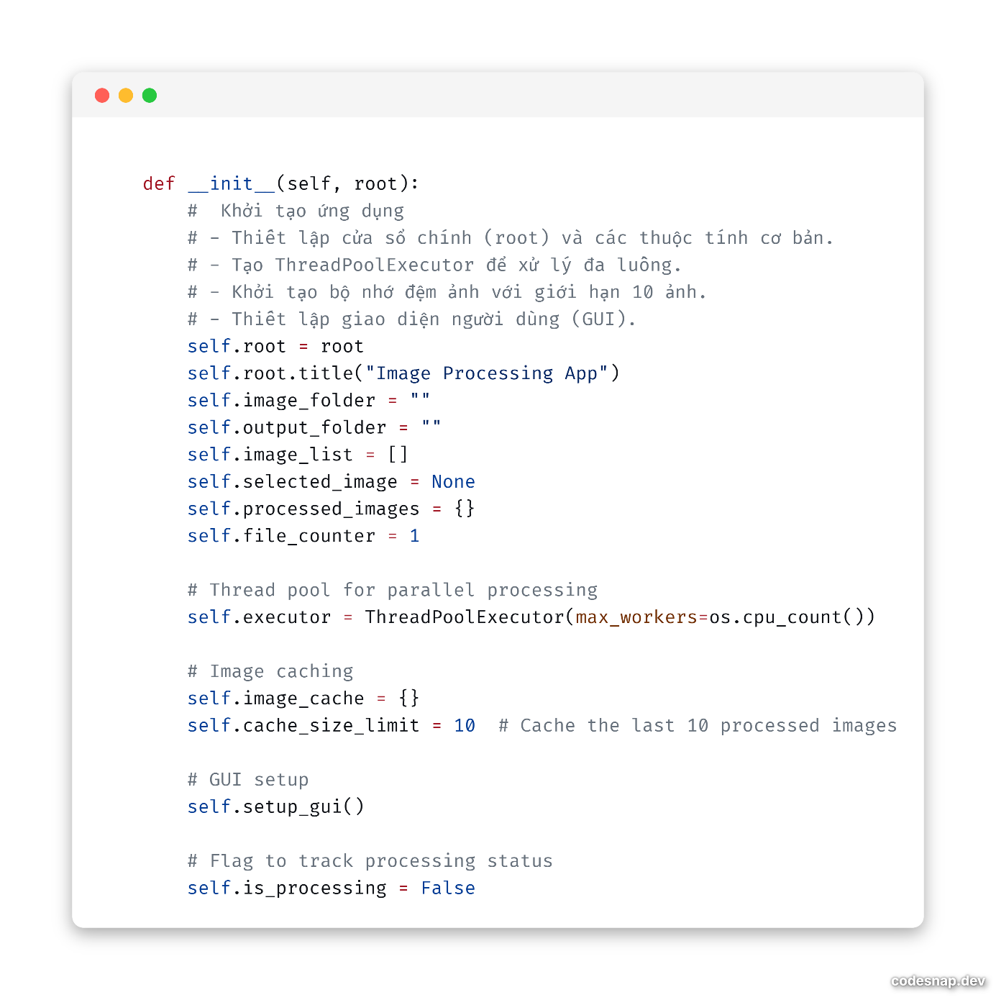 def __init__(self, root):
    #  Khởi tạo ứng dụng
    # - Thiết lập cửa sổ chính (root) và các thuộc tính cơ bản.
    # - Tạo ThreadPoolExecutor để xử lý đa luồng.
    # - Khởi tạo bộ nhớ đệm ảnh với giới hạn 10 ảnh.
    # - Thiết lập giao diện người dùng (GUI).
    self.root = root
    self.root.title("Image Processing App")
    self.image_folder = ""
    self.output_folder = ""
    self.image_list = []
    self.selected_image = None
    self.processed_images = {}
    self.file_counter = 1

    # Thread pool for parallel processing
    self.executor = ThreadPoolExecutor(max_workers=os.cpu_count())

    # Image caching
    self.image_cache = {}
    self.cache_size_limit = 10  # Cache the last 10 processed images

    # GUI setup
    self.setup_gui()

    # Flag to track processing status
    self.is_processing = False
codesnap.dev